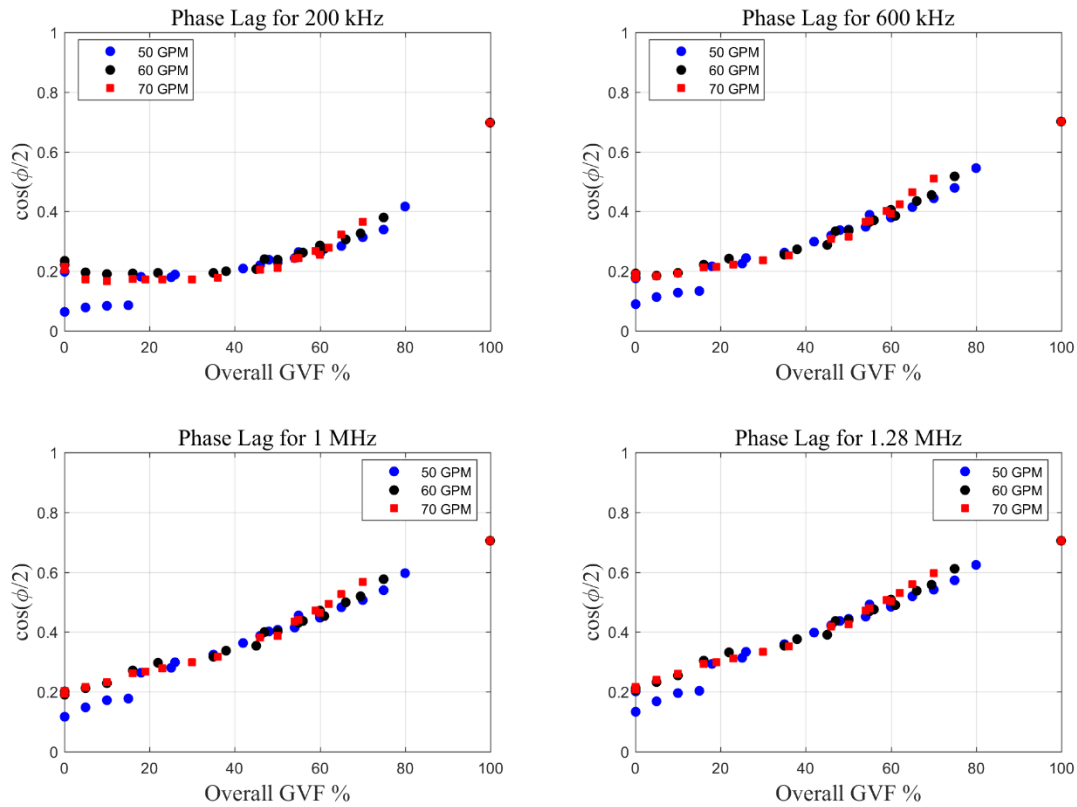 Phase Lag for 200 kHz
1
0.8
0.6
0.4
0.2
0
cos(ϕ/2)
50 GPM
60 GPM
70 GPM
0 20 40 60 80 100
Overall GVF %
Phase Lag for 600 kHz
1
0.8
0.6
0.4
0.2
0
cos(ϕ/2)
50 GPM
60 GPM
70 GPM
0 20 40 60 80 100
Overall GVF %
Phase Lag for 1 MHz
1
0.8
0.6
0.4
0.2
0
cos(ϕ/2)
50 GPM
60 GPM
70 GPM
0 20 40 60 80 100
Overall GVF %
Phase Lag for 1.28 MHz
1
0.8
0.6
0.4
0.2
0
cos(ϕ/2)
50 GPM
60 GPM
70 GPM
0 20 40 60 80 100
Overall GVF %